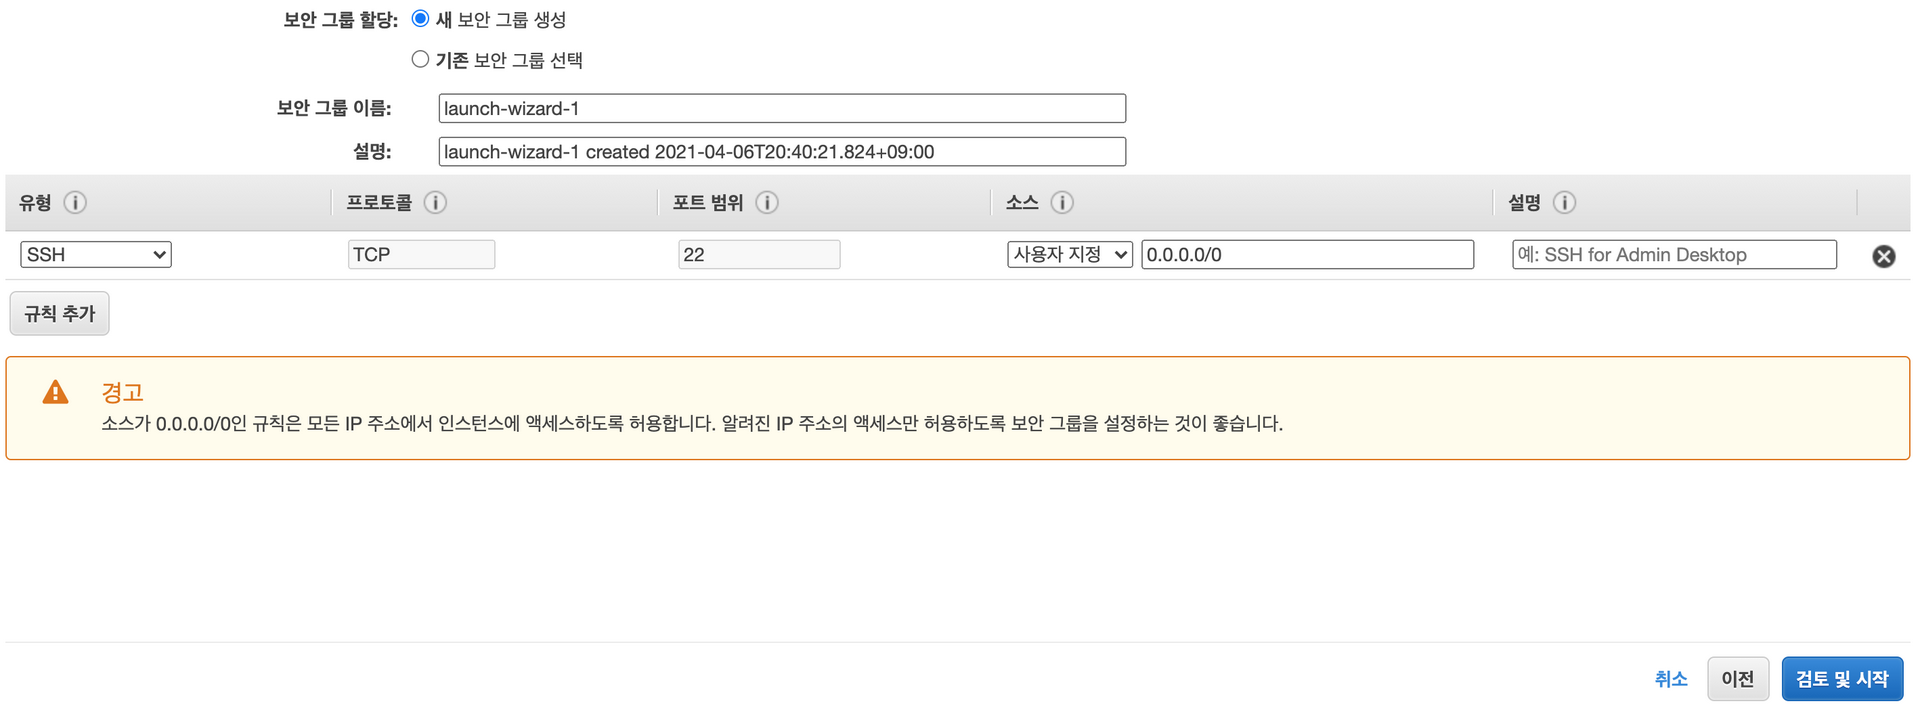 보안 그룹 할당: 새 보안 그룹 생성
기존 보안 그룹 선택
보안 그룹 이름: launch-wizard-1
설명: launch-wizard-1 created 2021-04-06T20:40:21.824+09:00
유형 i 프로토콜 i 포트 범위 i 소스 i 설명 i
SSH TCP 22 사용자 지정 0.0.0.0/0 예: SSH for Admin Desktop
규칙 추가
경고
소스가 0.0.0.0/0인 규칙은 모든 IP 주소에서 인스턴스에 액세스하도록 허용합니다. 알려진 IP 주소의 액세스만 허용하도록 보안 그룹을 설정하는 것이 좋습니다.
취소 이전 검토 및 시작